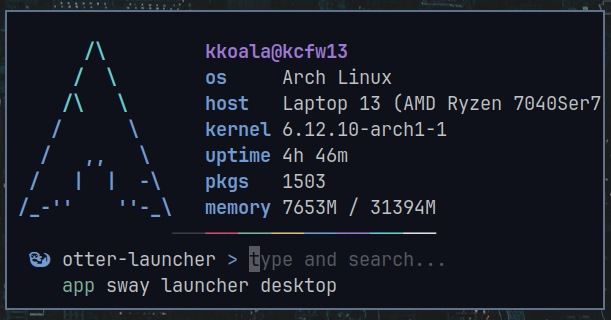 kkoala@kcfw13
os Arch Linux
host Laptop 13 (AMD Ryzen 7040Ser7
kernel 6.12.10-arch1-1
uptime 4h 46m
pkgs 1503
memory 7653M / 31394M
otter-launcher > type and search...
app sway launcher desktop